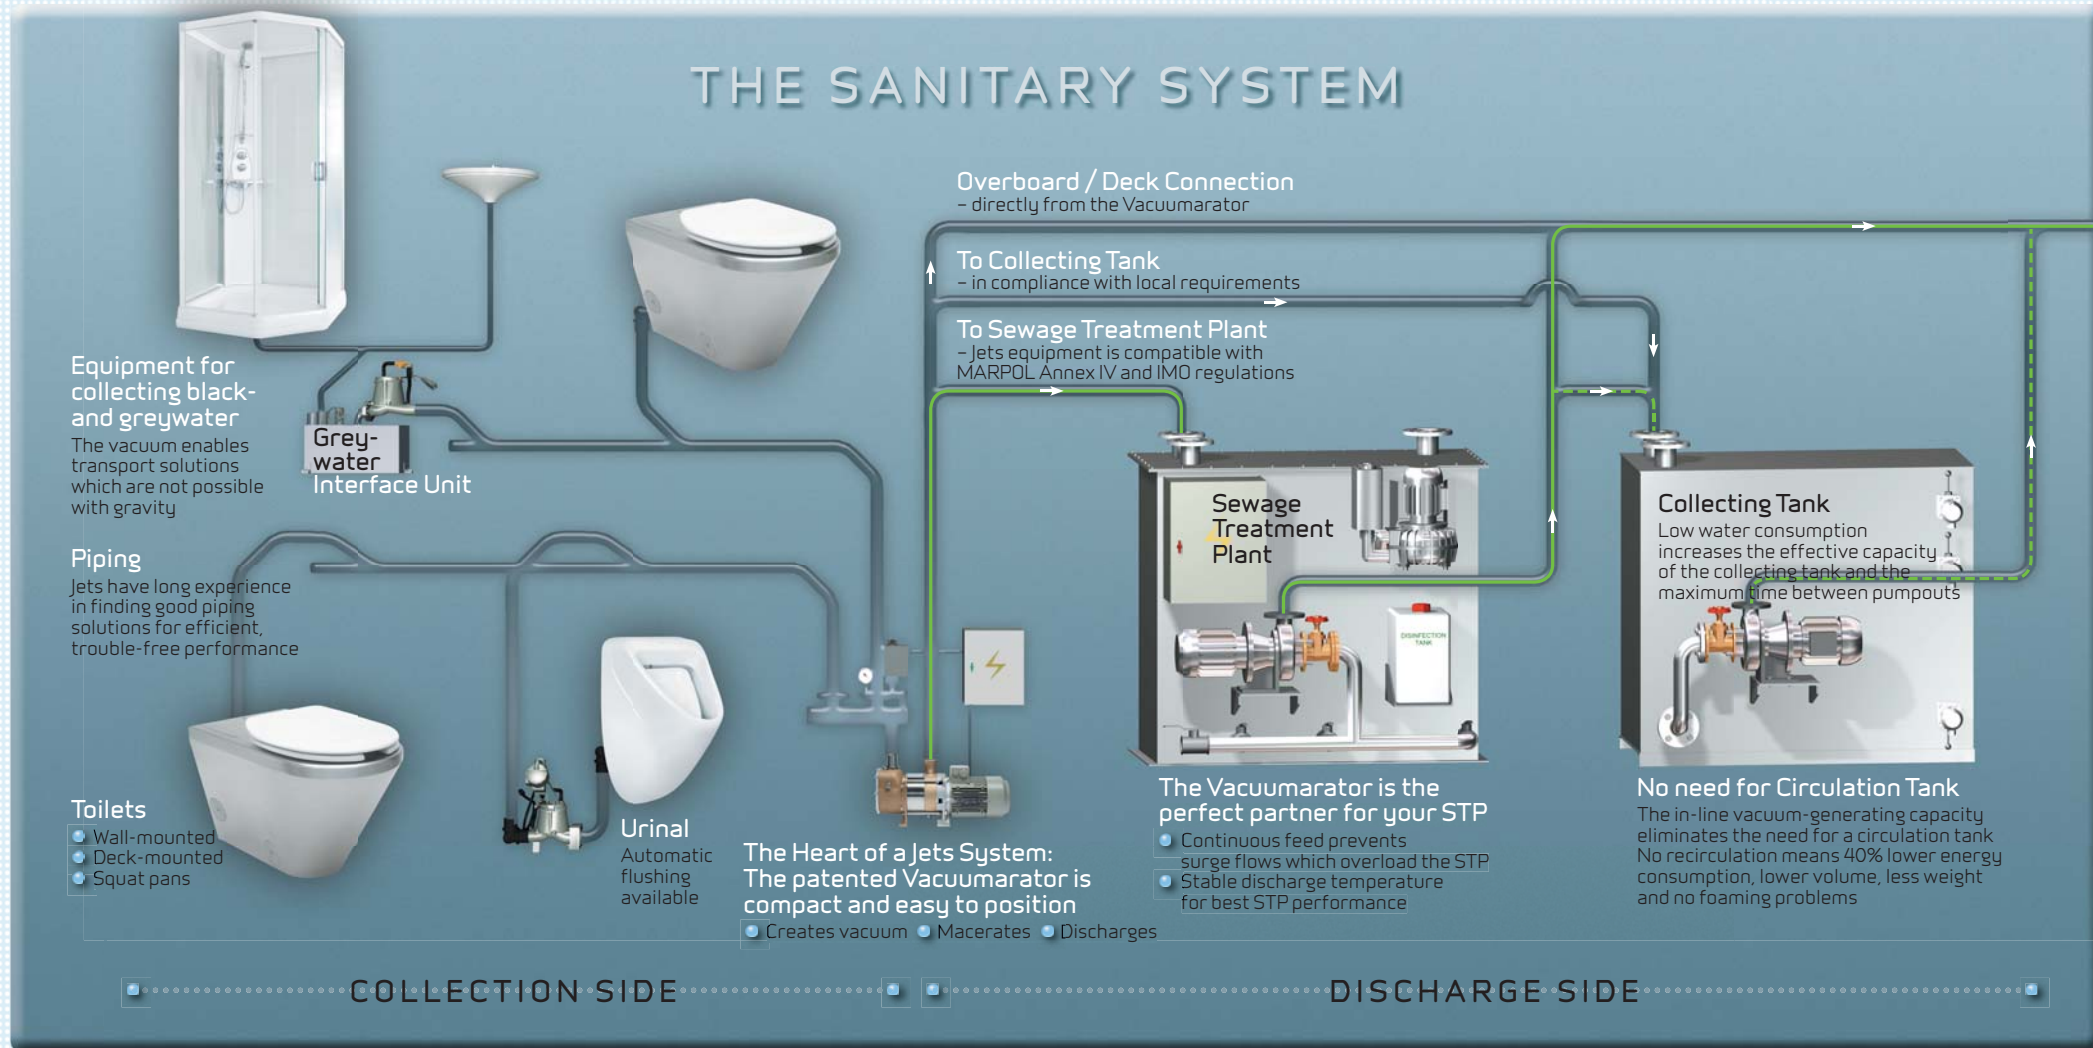 THE SANITARY SYSTEM
Overboard / Deck Connection
– directly from the Vacuumarator
To Collecting Tank
– in compliance with local requirements
To Sewage Treatment Plant
– Jets equipment is compatible with
MARPOL Annex IV and IMO regulations
Equipment for
collecting black-
and greywater
The vacuum enables
transport solutions
which are not possible
with gravity
Grey-
water
Interface Unit
Piping
Jets have long experience
in finding good piping
solutions for efficient,
trouble-free performance
Toilets
Wall-mounted
Deck-mounted
Squat pans
Urinal
Automatic
flushing
available
The Heart of a Jets System:
The patented Vacuumarator is
compact and easy to position
Creates vacuum Macerates Discharges
Sewage
Treatment
Plant
DISINFECTION
TANK
The Vacuumarator is the
perfect partner for your STP
Continuous feed prevents
surge flows which overload the STP
Stable discharge temperature
for best STP performance
Collecting Tank
Low water consumption
increases the effective capacity
of the collecting tank and the
maximum time between pumpouts
No need for Circulation Tank
The in-line vacuum-generating capacity
eliminates the need for a circulation tank
No recirculation means 40% lower energy
consumption, lower volume, less weight
and no foaming problems
COLLECTION SIDE
DISCHARGE SIDE